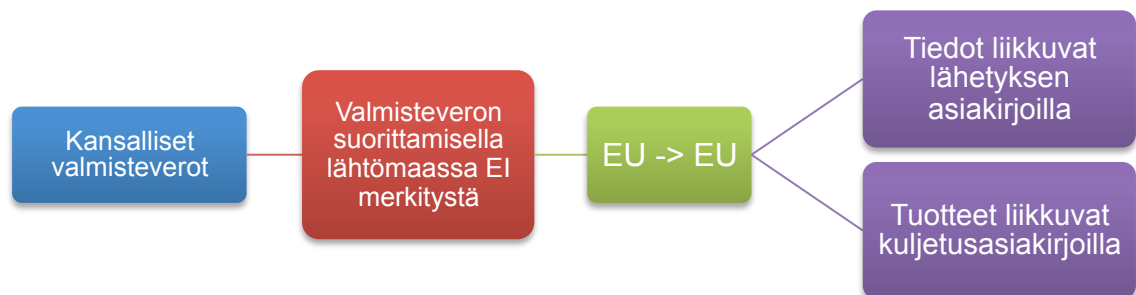 Kansalliset
valmisteverot
Valmisteveron
suorittamisella
lähtömaassa EI
merkitystä
EU -> EU
Tiedot liikkuvat
lähetyksen
asiakirjoilla
Tuotteet liikkuvat
kuljetusasiakirjoilla